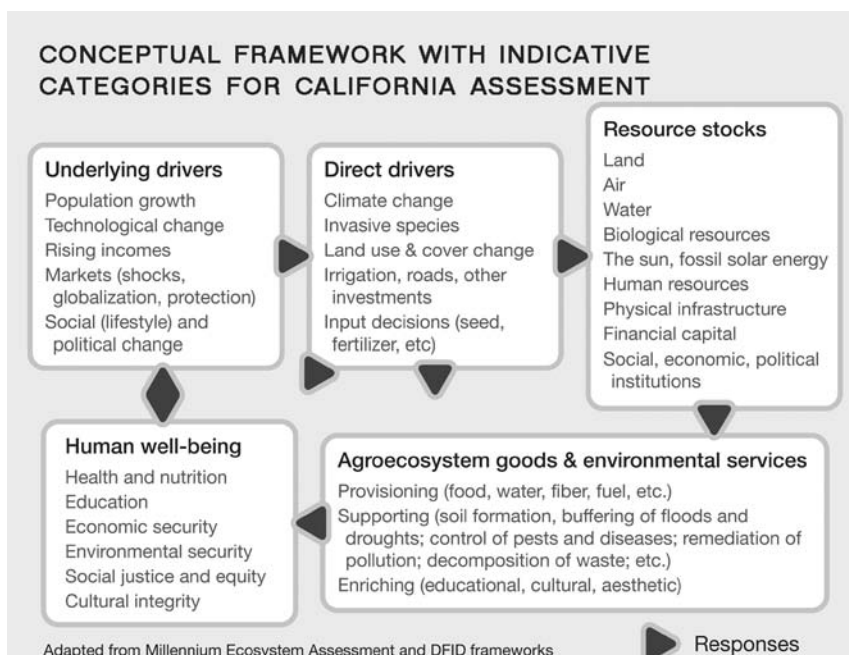 CONCEPTUAL FRAMEWORK WITH INDICATIVE
CATEGORIES FOR CALIFORNIA ASSESSMENT
Underlying drivers
Population growth
Technological change
Rising incomes
Markets (shocks,
globalization, protection)
Social (lifestyle) and
political change
Direct drivers
Climate change
Invasive species
Land use & cover change
Irrigation, roads, other
investments
Input decisions (seed,
fertilizer, etc)
Resource stocks
Land
Air
Water
Biological resources
The sun, fossil solar energy
Human resources
Physical infrastructure
Financial capital
Social, economic, political
institutions
Human well-being
Health and nutrition
Education
Economic security
Environmental security
Social justice and equity
Cultural integrity
Agroecosystem goods & environmental services
Provisioning (food, water, fiber, fuel, etc.)
Supporting (soil formation, buffering of floods and
droughts; control of pests and diseases; remediation of
pollution; decomposition of waste; etc.)
Enriching (educational, cultural, aesthetic)
Adapted from Millennium Ecosystem Assessment and DFID frameworks
Responses